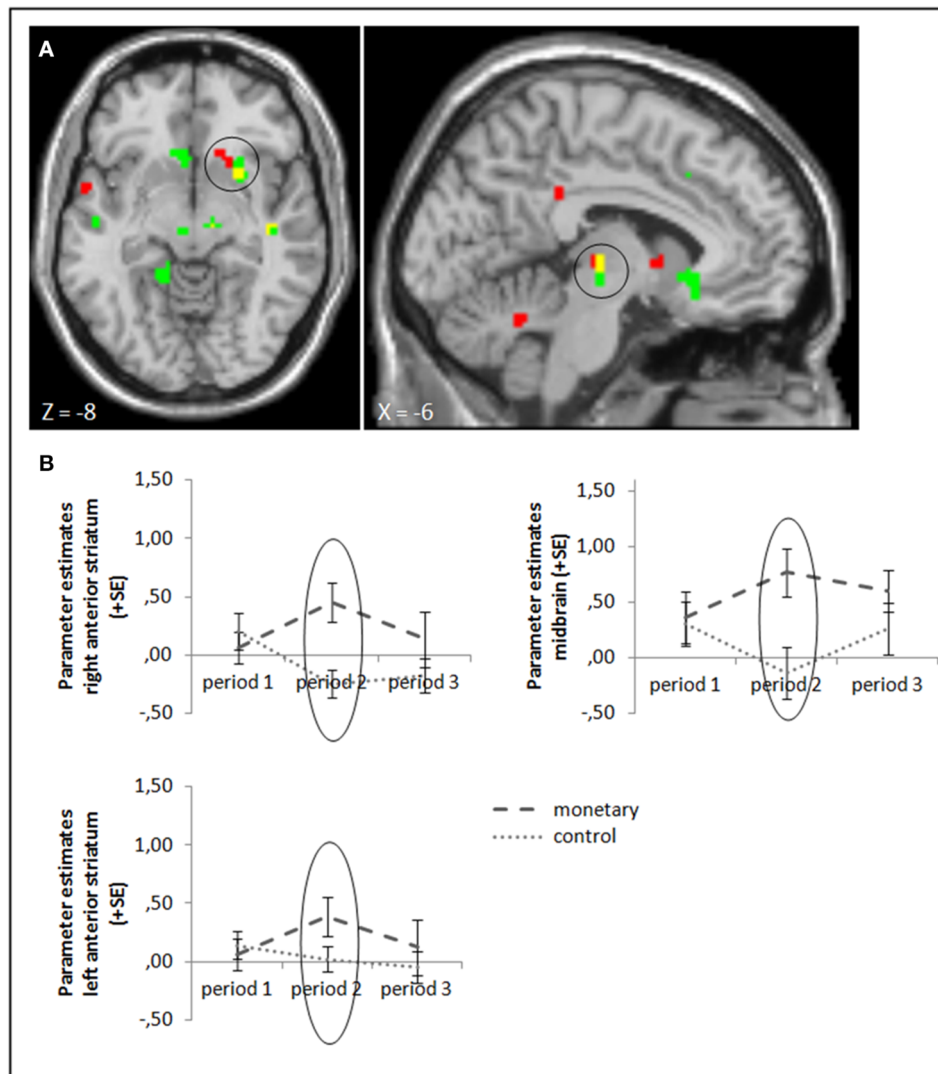 A
Z = -8
X = -6
B
Parameter estimates
right anterior striatum
(+SE)
1,50
1,00
,50
,00
-,50
period 1
period 2
period 3
Parameter estimates
midbrain (+SE)
1,50
1,00
,50
,00
-,50
period 1
period 2
period 3
Parameter estimates
left anterior striatum
(+SE)
1,50
1,00
,50
,00
-,50
period 1
period 2
period 3
monetary
control